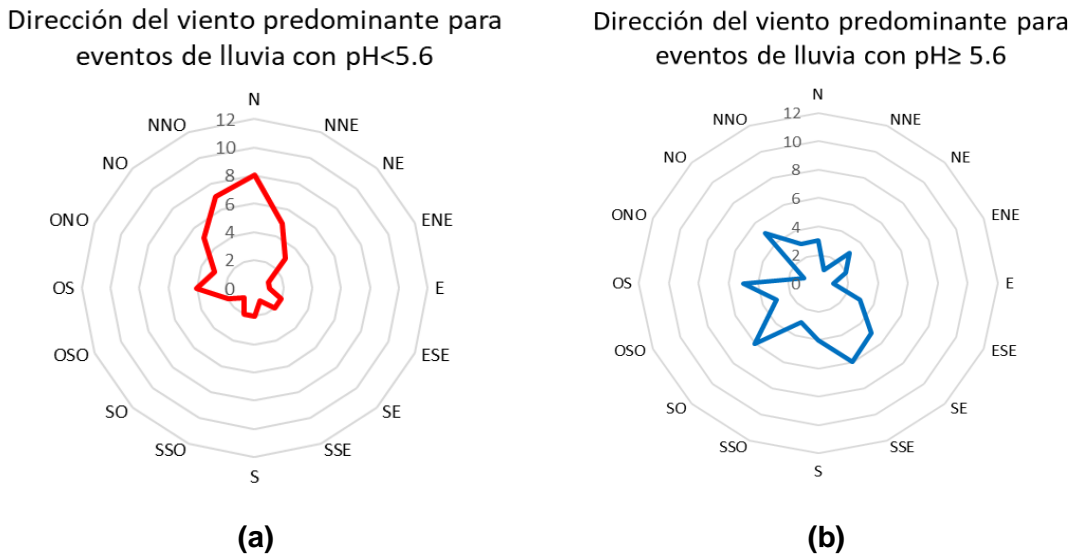 Dirección del viento predominante para
eventos de lluvia con pH<5.6
N
NNE
NE
ENE
E
ESE
SE
SSE
S
SSO
SO
OSO
OS
ONO
NO
NNO
12
10
8
6
4
2
0
(a)
Dirección del viento predominante para
eventos de lluvia con pH≥ 5.6
N
NNE
NE
ENE
E
ESE
SE
SSE
S
SSO
SO
OSO
OS
ONO
NO
NNO
12
10
8
6
4
2
0
(b)